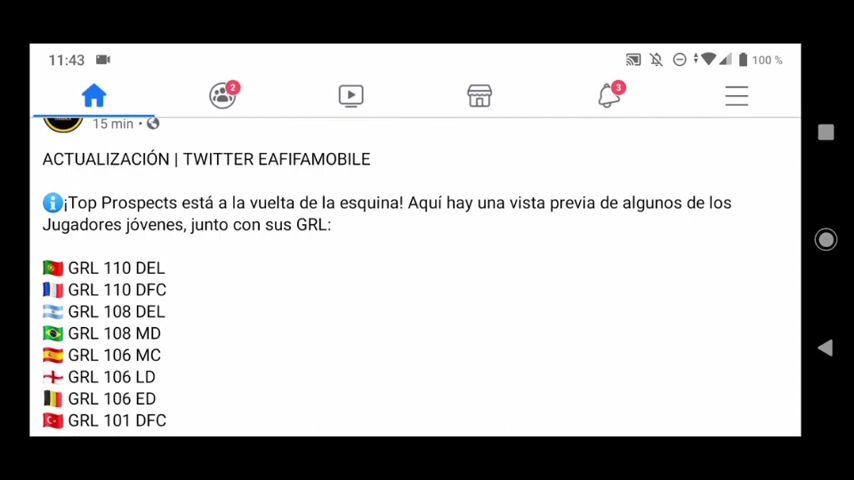 11:43
100 %
2
3
15 min •
ACTUALIZACIÓN | TWITTER EAFIFAMOBILE
¡Top Prospects está a la vuelta de la esquina! Aquí hay una vista previa de algunos de los
Jugadores jóvenes, junto con sus GRL:
GRL 110 DEL
GRL 110 DFC
GRL 108 DEL
GRL 108 MD
GRL 106 MC
GRL 106 LD
GRL 106 ED
GRL 101 DFC